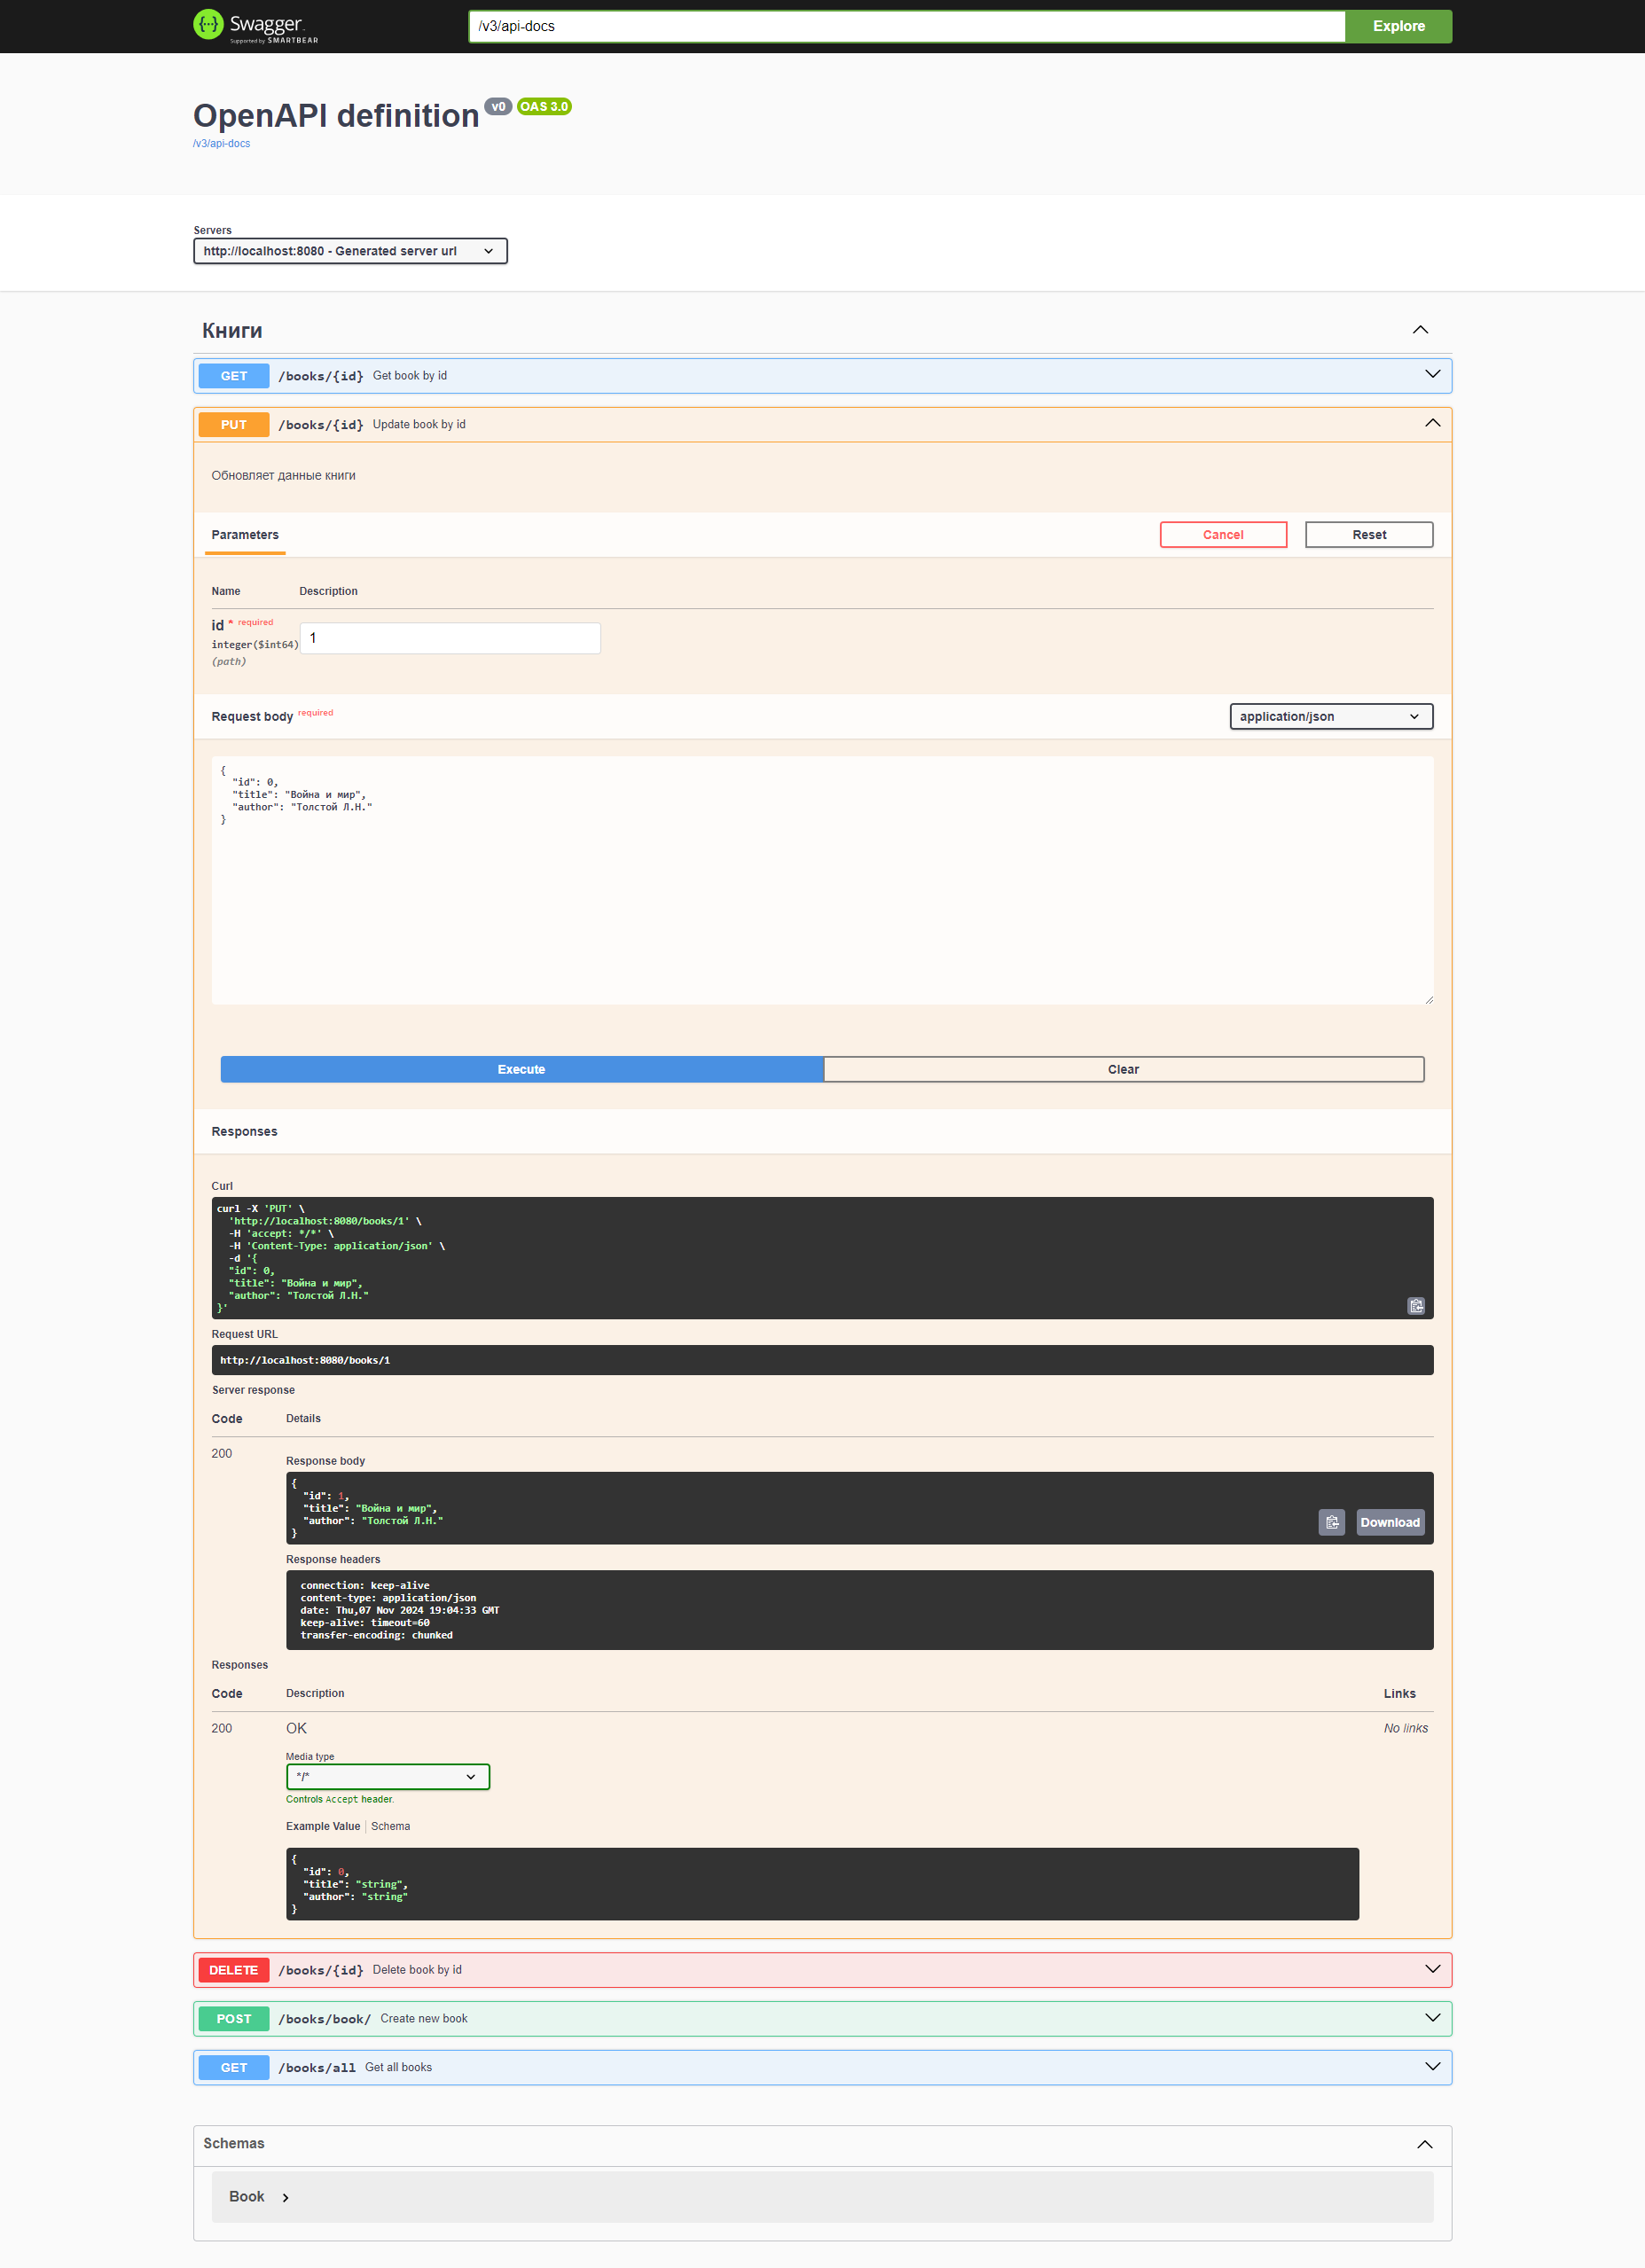 Swagger
Supported by SMARTBEAR
/v3/api-docs
Explore
OpenAPI definition v0 OAS 3.0
/v3/api-docs
Servers
http://localhost:8080 - Generated server url
Книги
GET /books/{id} Get book by id
PUT /books/{id} Update book by id
Обновляет данные книги
Parameters
Cancel
Reset
Name Description
id * required
integer($int64)
(path)
1
Request body required
application/json
{
  "id": 0,
  "title": "Война и мир",
  "author": "Толстой Л.Н."
}
Execute
Clear
Responses
Curl
curl -X 'PUT' \
  'http://localhost:8080/books/1' \
  -H 'accept: */*' \
  -H 'Content-Type: application/json' \
  -d '{
  "id": 0,
  "title": "Война и мир",
  "author": "Толстой Л.Н."
}'
Request URL
http://localhost:8080/books/1
Server response
Code Details
200
Response body
{
  "id": 1,
  "title": "Война и мир",
  "author": "Толстой Л.Н."
}
Download
Response headers
connection: keep-alive
content-type: application/json
date: Thu,07 Nov 2024 19:04:33 GMT
keep-alive: timeout=60
transfer-encoding: chunked
Responses
Code Description Links
200 OK No links
Media type
*/*
Controls Accept header.
Example Value Schema
{
  "id": 0,
  "title": "string",
  "author": "string"
}
DELETE /books/{id} Delete book by id
POST /books/book/ Create new book
GET /books/all Get all books
Schemas
Book